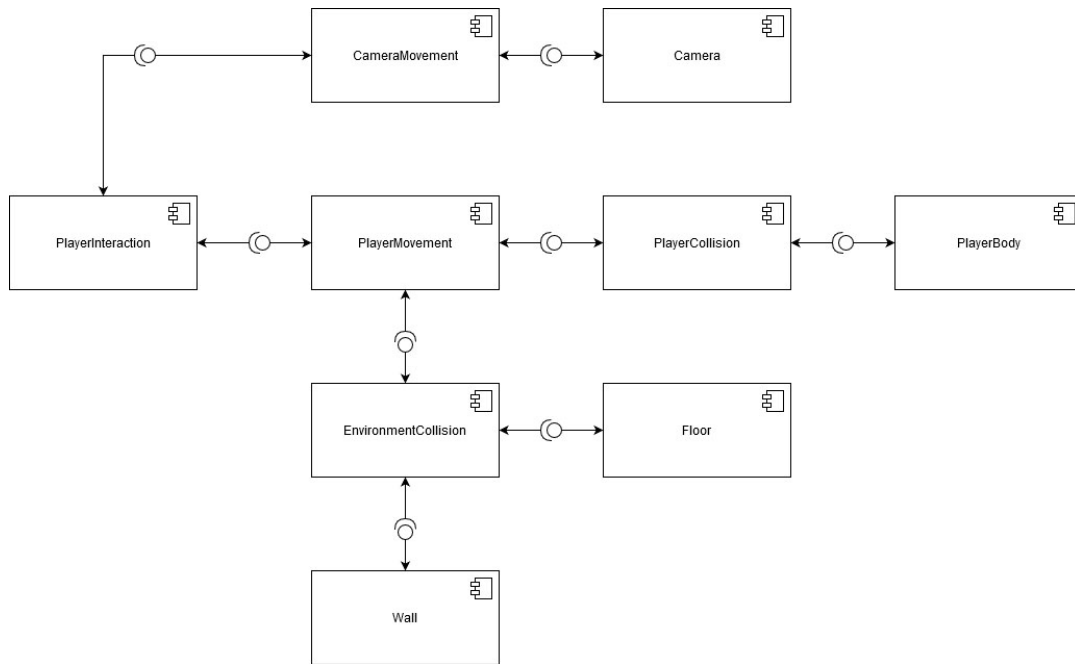 CameraMovement
Camera
PlayerInteraction
PlayerMovement
PlayerCollision
PlayerBody
EnvironmentCollision
Floor
Wall